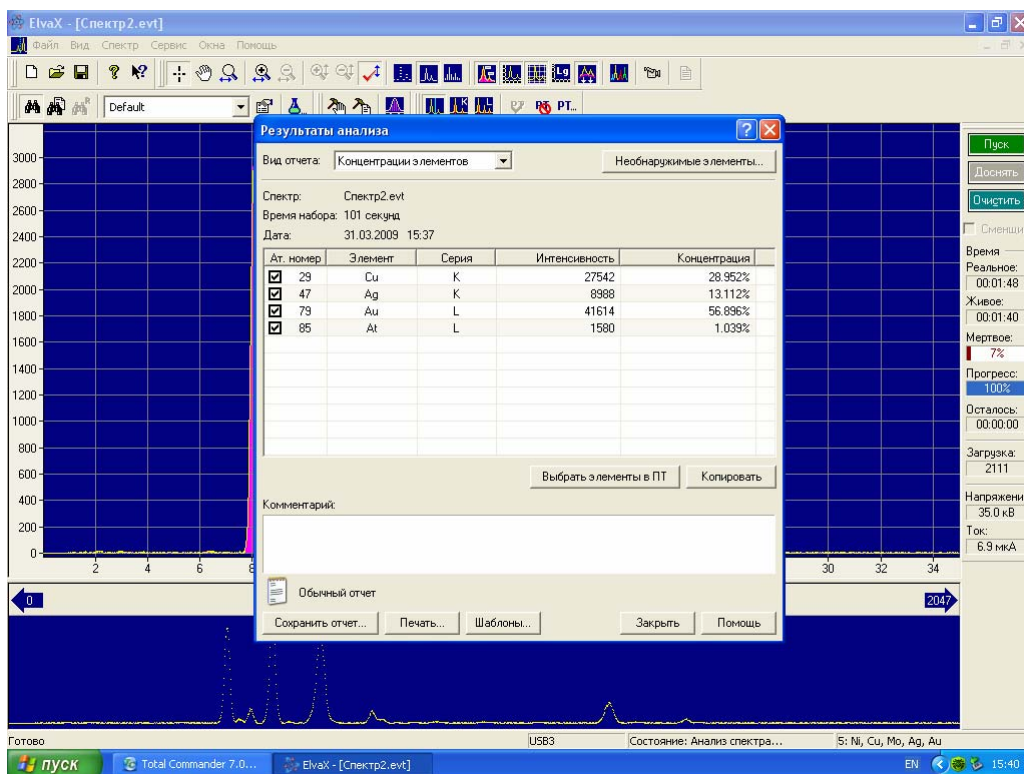 ElvaX - [Спектр2.evt]
Файл Вид Спектр Сервис Окна Помощь
Lg
Default
K
PT...
Пуск
Доснять
Очистить
Сменщи
Время
Реальное:
00:01:48
Живое:
00:01:40
Мертвое:
7%
Прогресс:
100%
Осталось:
00:00:00
Загрузка:
2111
Напряжени
35.0 кВ
Ток:
6.9 мкА
3000
2800
2600
2400
2200
2000
1800
1600
1400
1200
1000
800
600
400
200
0
2 4 6 8 30 32 34
Результаты анализа
Вид отчета: Концентрации элементов Необнаружимые элементы...
Спектр: Спектр2.evt
Время набора: 101 секунд
Дата: 31.03.2009 15:37
Ат. номер Элемент Серия Интенсивность Концентрация
29 Cu K 27542 28.952%
47 Ag K 8988 13.112%
79 Au L 41614 56.896%
85 At L 1580 1.039%
Выбрать элементы в ПТ Копировать
Комментарий:
Обычный отчет
Сохранить отчет... Печать... Шаблоны... Закрыть Помощь
0 2047
Готово USB3 Состояние: Анализ спектра... 5: Ni, Cu, Mo, Ag, Au
пуск Total Commander 7.0... ElvaX - [Спектр2.evt] EN 15:40